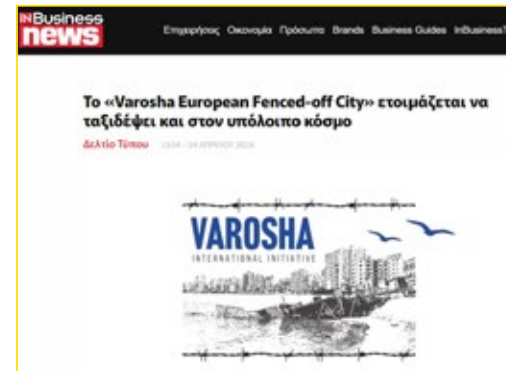 INBusiness
news
Επιχειρήσεις Οικονομία Πρόσωπα Brands Business Guides InBusinessT
Το «Varosha European Fenced-off City» ετοιμάζεται να
ταξιδέψει και στον υπόλοιπο κόσμο
Δελτίο Τύπου
VAROSHA
INTERNATIONAL INITIATIVE